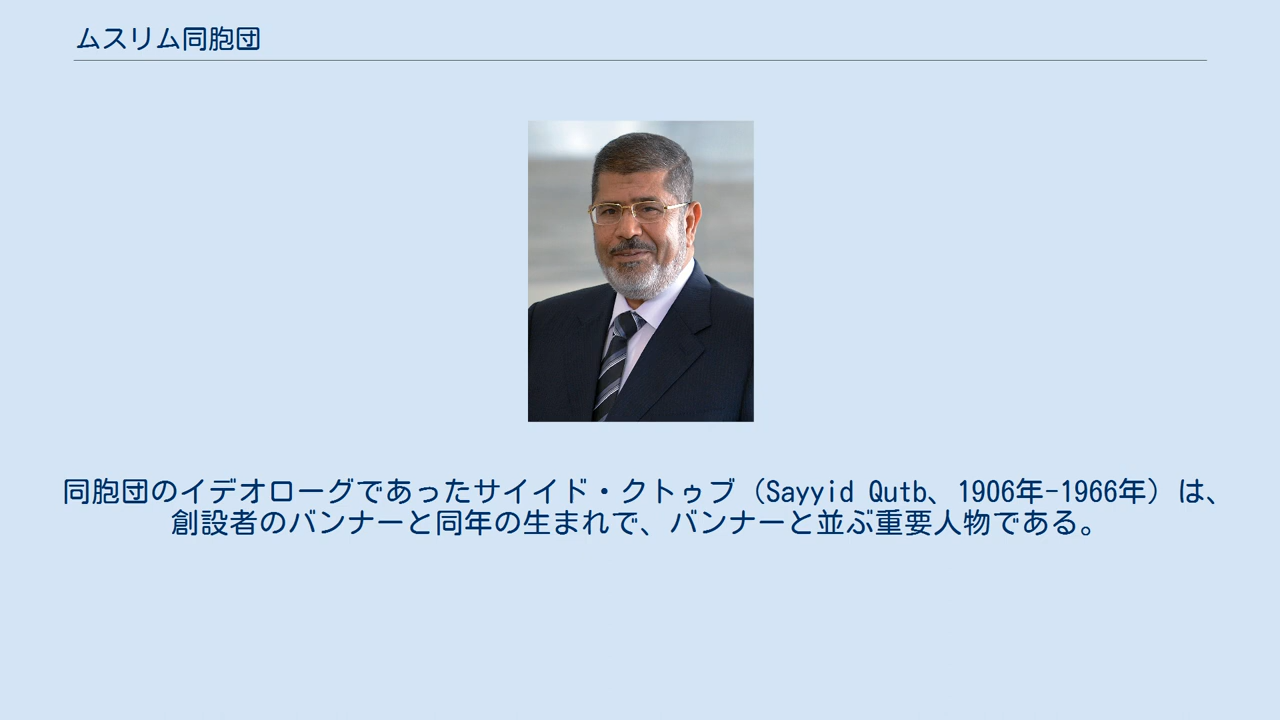 ムスリム同胞団
同胞団のイデオローグであったサイイド・クトゥブ（Sayyid Qutb、1906年-1966年）は、
創設者のバンナーと同年の生まれで、バンナーと並ぶ重要人物である。